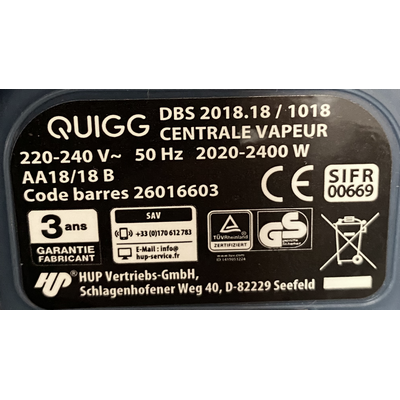 QUIGG
DBS 2018.18 / 1018
CENTRALE VAPEUR
220-240 V~ 50 Hz 2020-2400 W
AA18/18 B
Code barres 26016603
CE
SIFR
00669
3 ans
GARANTIE
FABRICANT
SAV
+33 (0)170 612 783
E-Mail : info@
hup-service.fr
TÜVRheinland
ZERTIFIZIERT
GS
HUP
HUP Vertriebs-GmbH,
Schlagenhofener Weg 40, D-82229 Seefeld